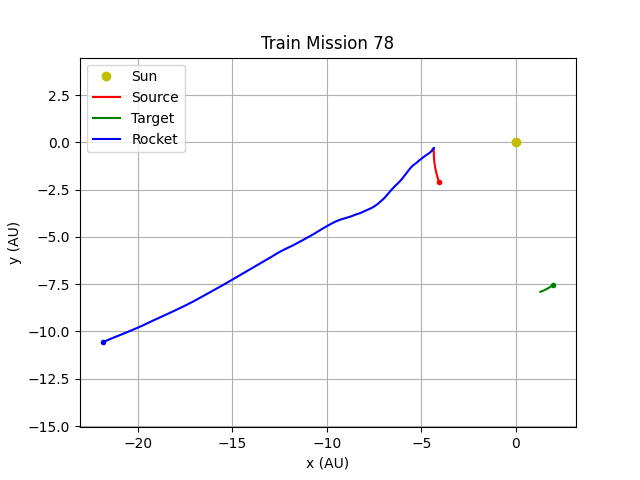 Train Mission 78
Sun
Source
Target
Rocket
2.5
0.0
−2.5
−5.0
−7.5
−10.0
−12.5
−15.0
y (AU)
−20
−15
−10
−5
0
x (AU)